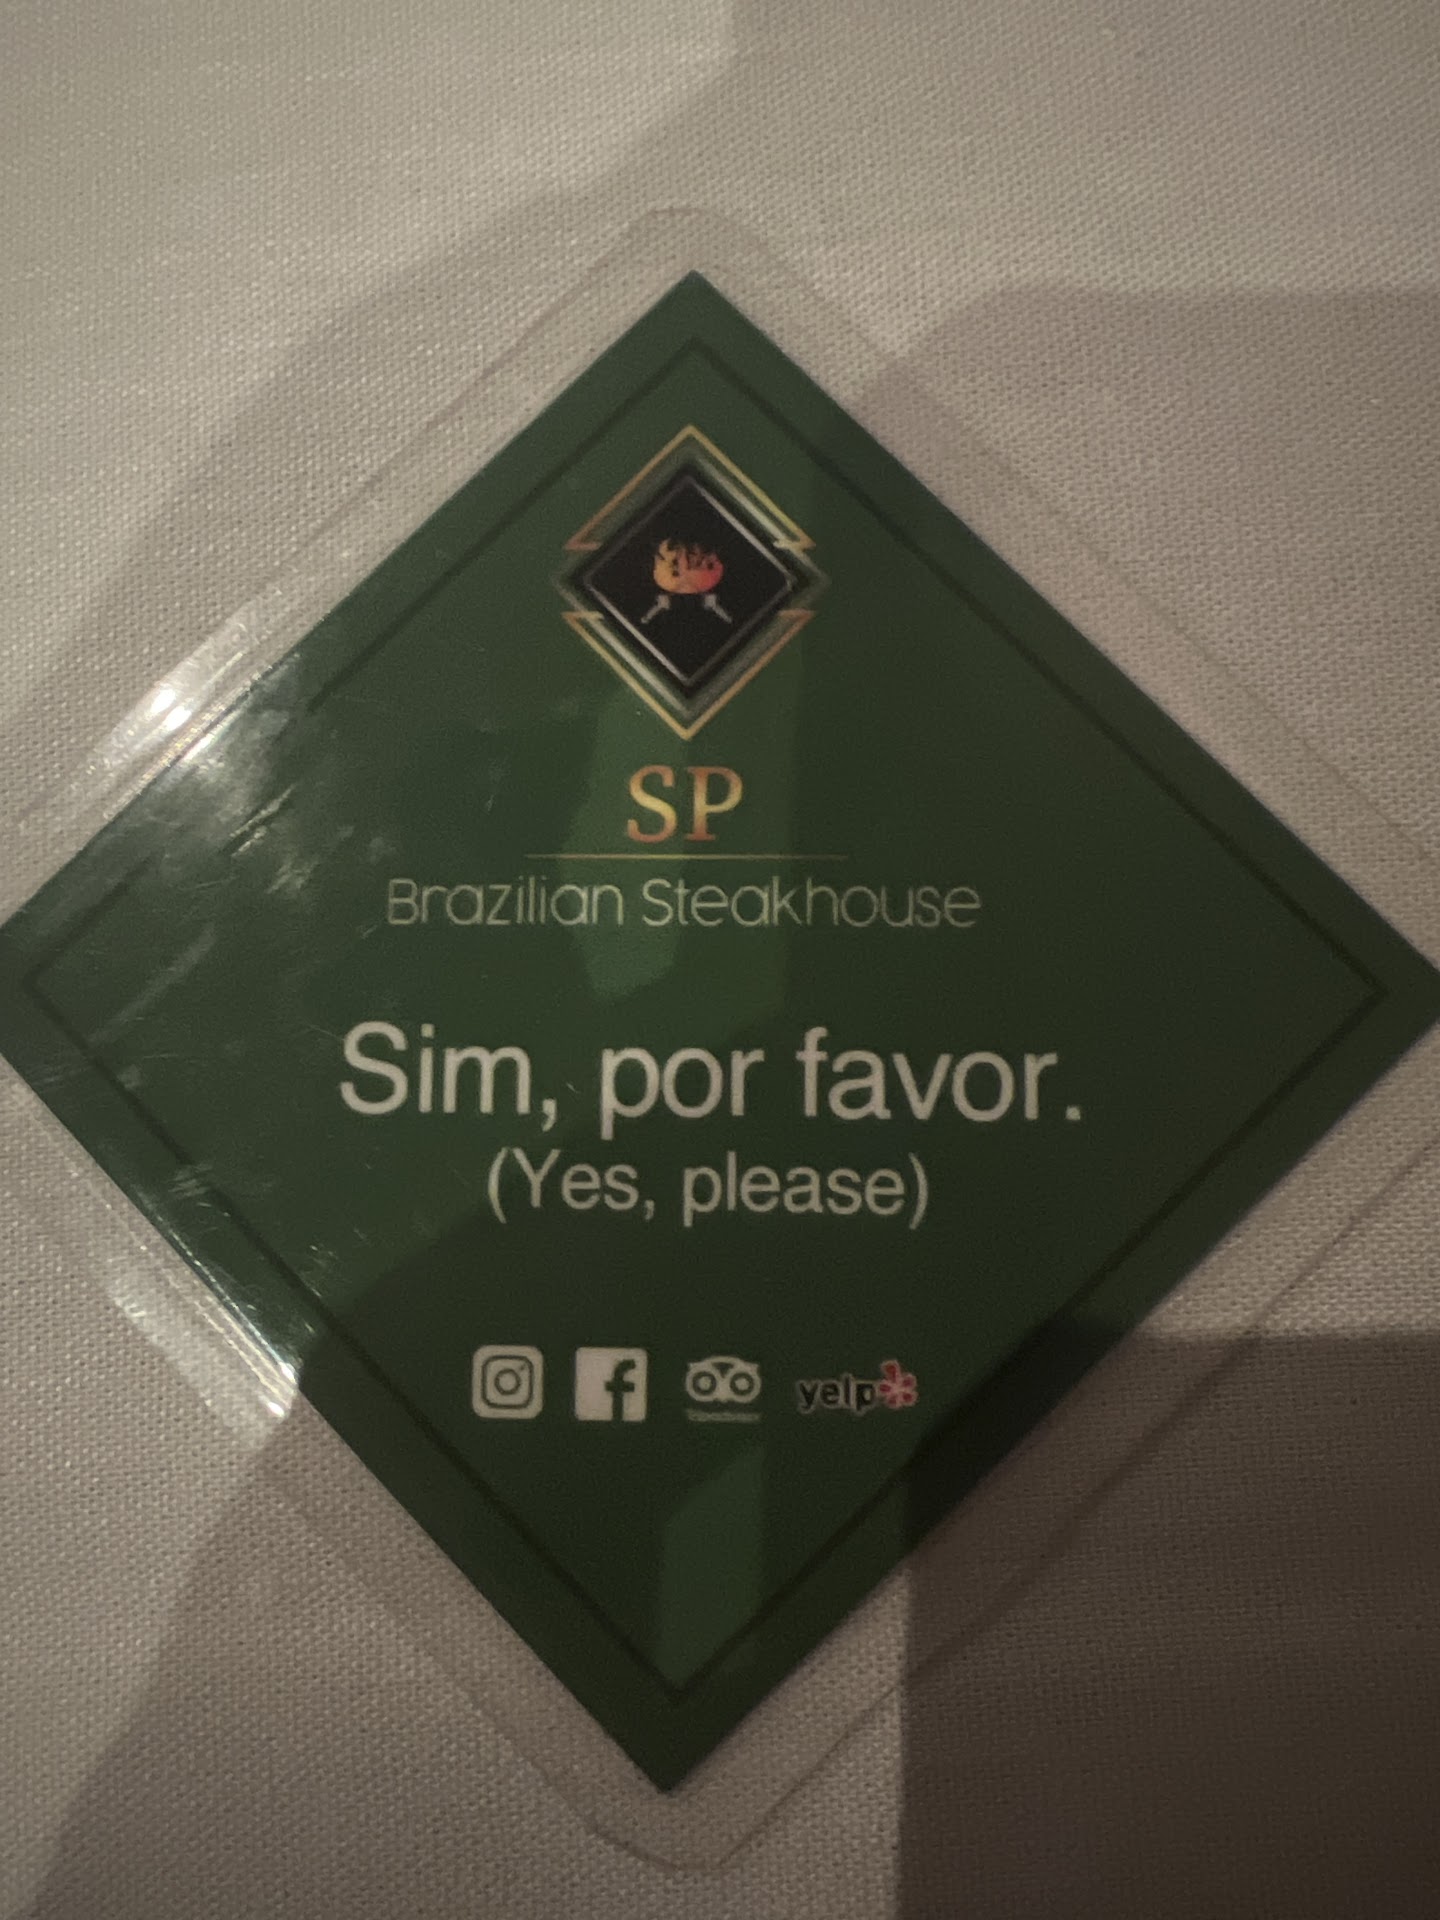 SP
Brazilian Steakhouse
Sim, por favor.
(Yes, please)
yelp